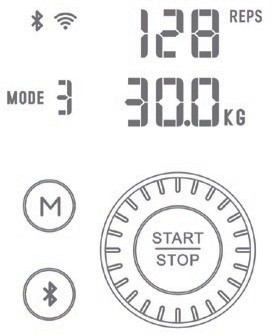 128 REPS
MODE 3 30.0 KG
M
START
STOP